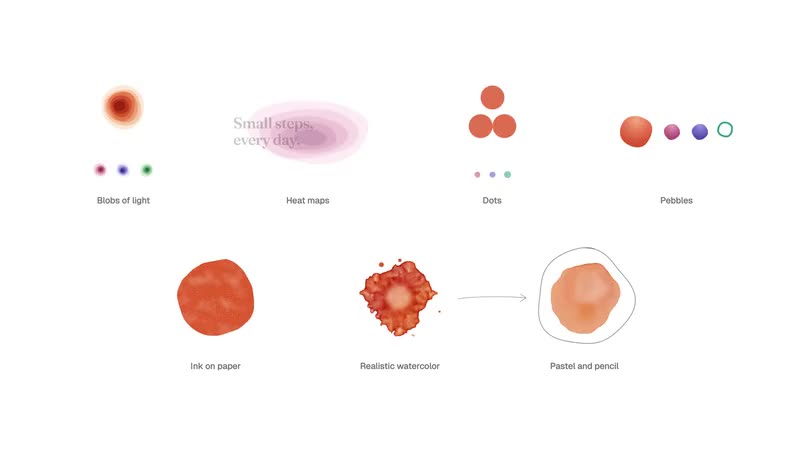 Small steps,
every day.
Blobs of light
Heat maps
Dots
Pebbles
Ink on paper
Realistic watercolor
Pastel and pencil